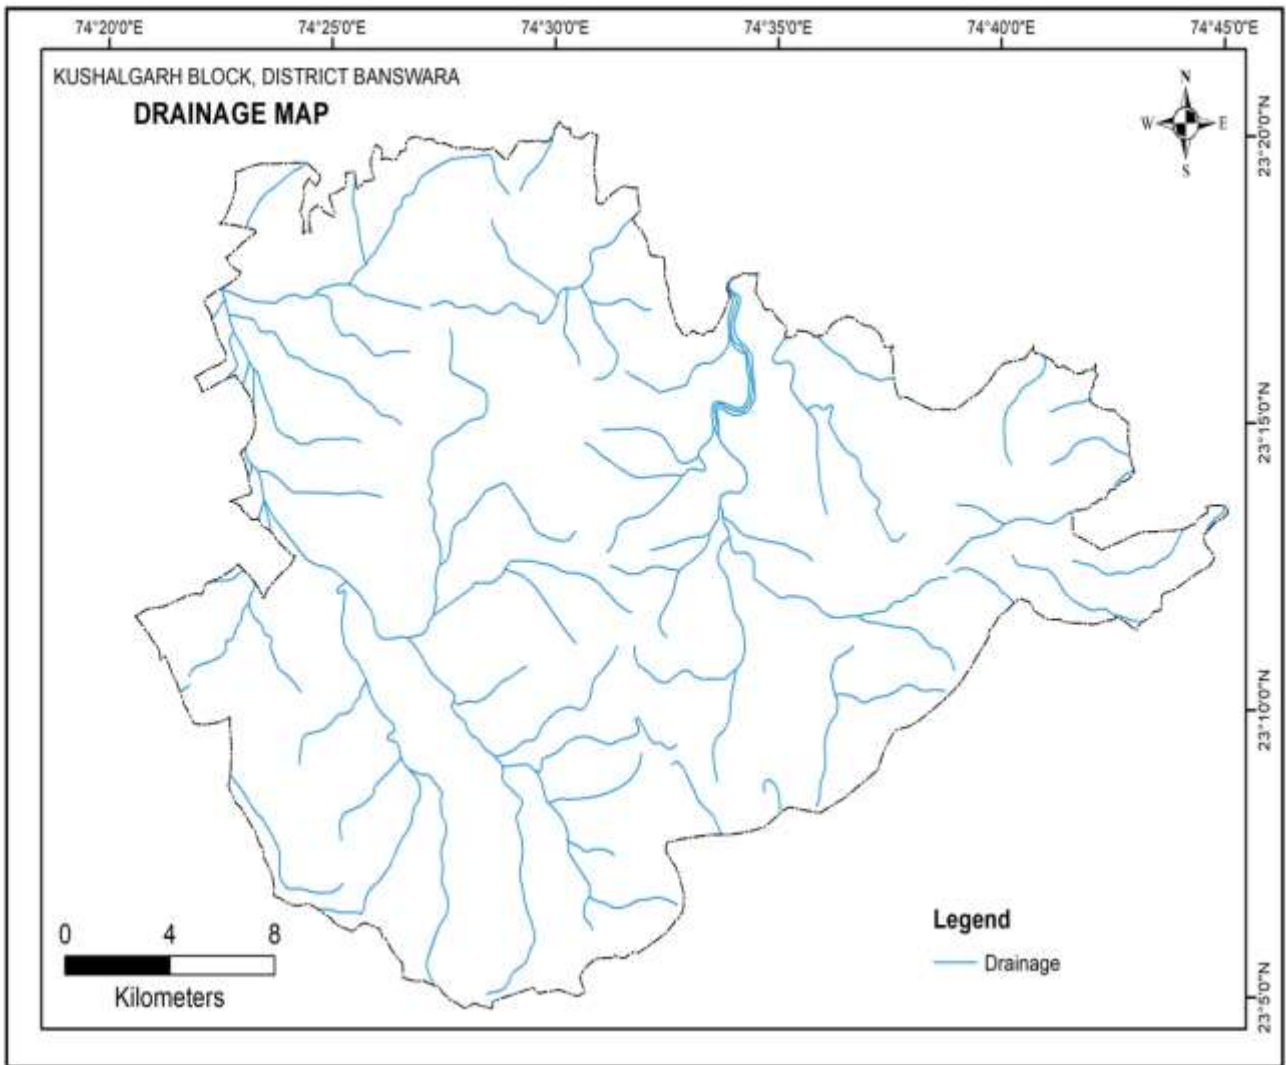 74°20'0"E 74°25'0"E 74°30'0"E 74°35'0"E 74°40'0"E 74°45'0"E
KUSHALGARH BLOCK, DISTRICT BANSWARA
DRAINAGE MAP
N
W E
S
23°20'0"N
23°15'0"N
23°10'0"N
23°5'0"N
0 4 8
Kilometers
Legend
Drainage